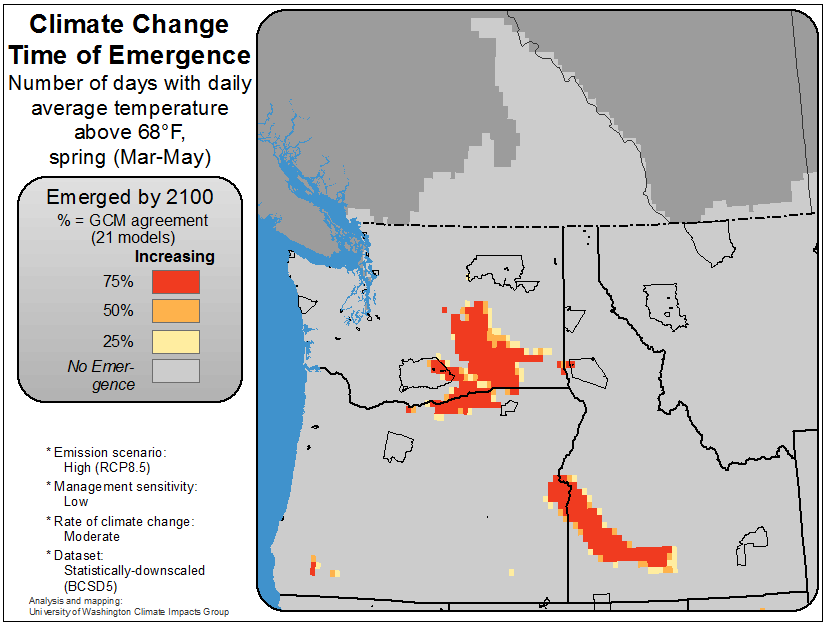 Climate Change
Time of Emergence
Number of days with daily
average temperature
above 68°F,
spring (Mar-May)
Emerged by 2100
% = GCM agreement
(21 models)
Increasing
75%
50%
25%
No Emer-
gence
* Emission scenario:
High (RCP8.5)
* Management sensitivity:
Low
* Rate of climate change:
Moderate
* Dataset:
Statistically-downscaled
(BCSD5)
Analysis and mapping:
University of Washington Climate Impacts Group